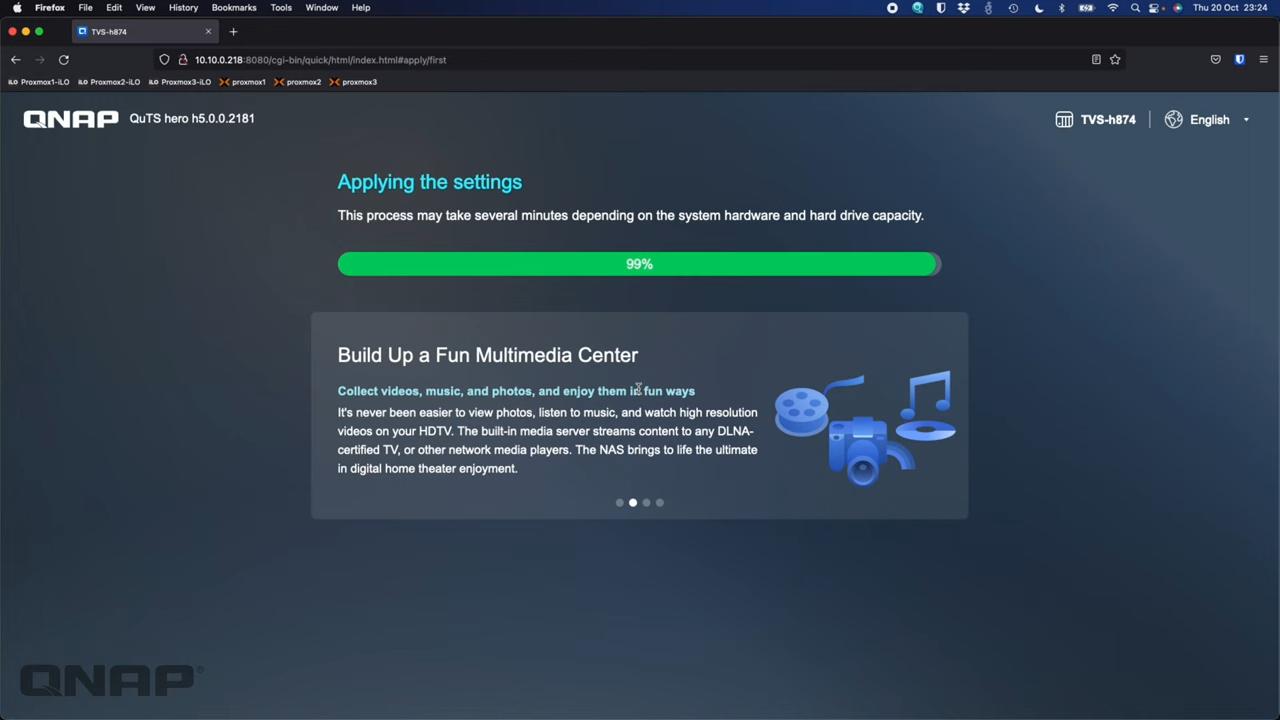 Firefox File Edit View History Bookmarks Tools Window Help Thu 20 Oct 23:24
TVS-h874
10.10.0.218:8080/cgi-bin/quick/html/index.html#apply/first
iLO Proxmox1-iLO iLO Proxmox2-iLO iLO Proxmox3-iLO proxmox1 proxmox2 proxmox3
QNAP QuTS hero h5.0.0.2181 TVS-h874 English
Applying the settings
This process may take several minutes depending on the system hardware and hard drive capacity.
99%
Build Up a Fun Multimedia Center
Collect videos, music, and photos, and enjoy them in fun ways
It's never been easier to view photos, listen to music, and watch high resolution
videos on your HDTV. The built-in media server streams content to any DLNA-
certified TV, or other network media players. The NAS brings to life the ultimate
in digital home theater enjoyment.
QNAP®